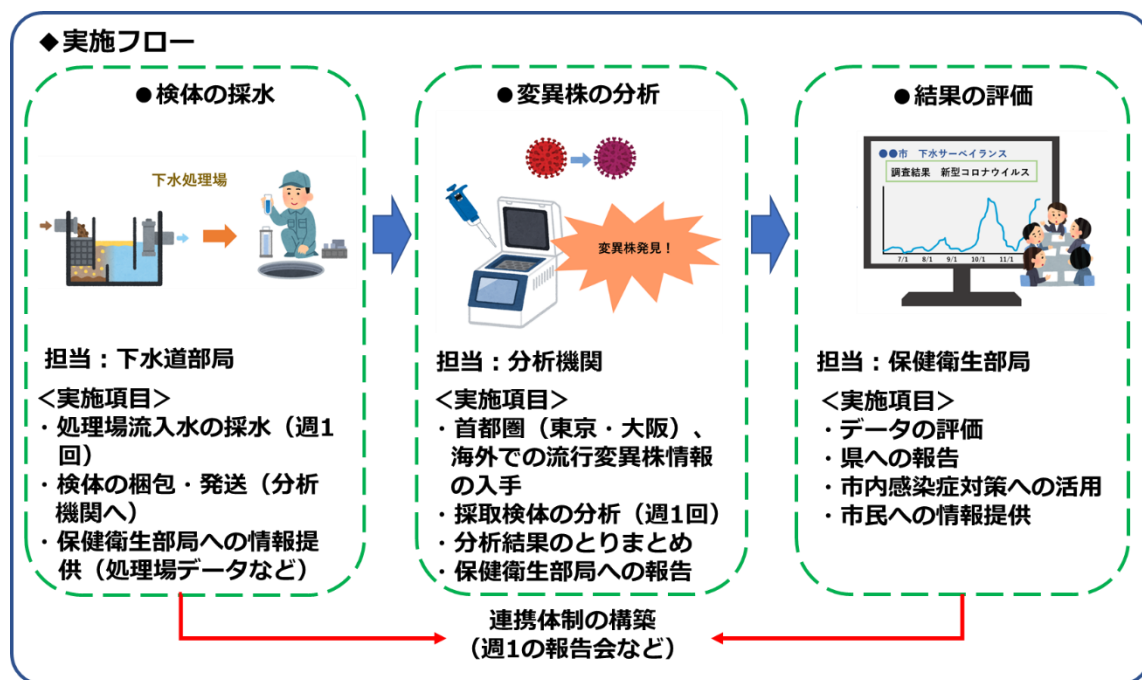 ◆実施フロー
●検体の採水
下水処理場
担当：下水道部局
＜実施項目＞
・処理場流入水の採水（週1
回）
・検体の梱包・発送（分析
機関へ）
・保健衛生部局への情報提
供（処理場データなど）
●変異株の分析
変異株発見！
担当：分析機関
＜実施項目＞
・首都圏（東京・大阪）、
海外での流行変異株情報
の入手
・採取検体の分析（週1回）
・分析結果のとりまとめ
・保健衛生部局への報告
●結果の評価
●●市　下水サーベイランス
調査結果　新型コロナウイルス
7/1 8/1 9/1 10/1 11/1
担当：保健衛生部局
＜実施項目＞
・データの評価
・県への報告
・市内感染症対策への活用
・市民への情報提供
連携体制の構築
（週1の報告会など）